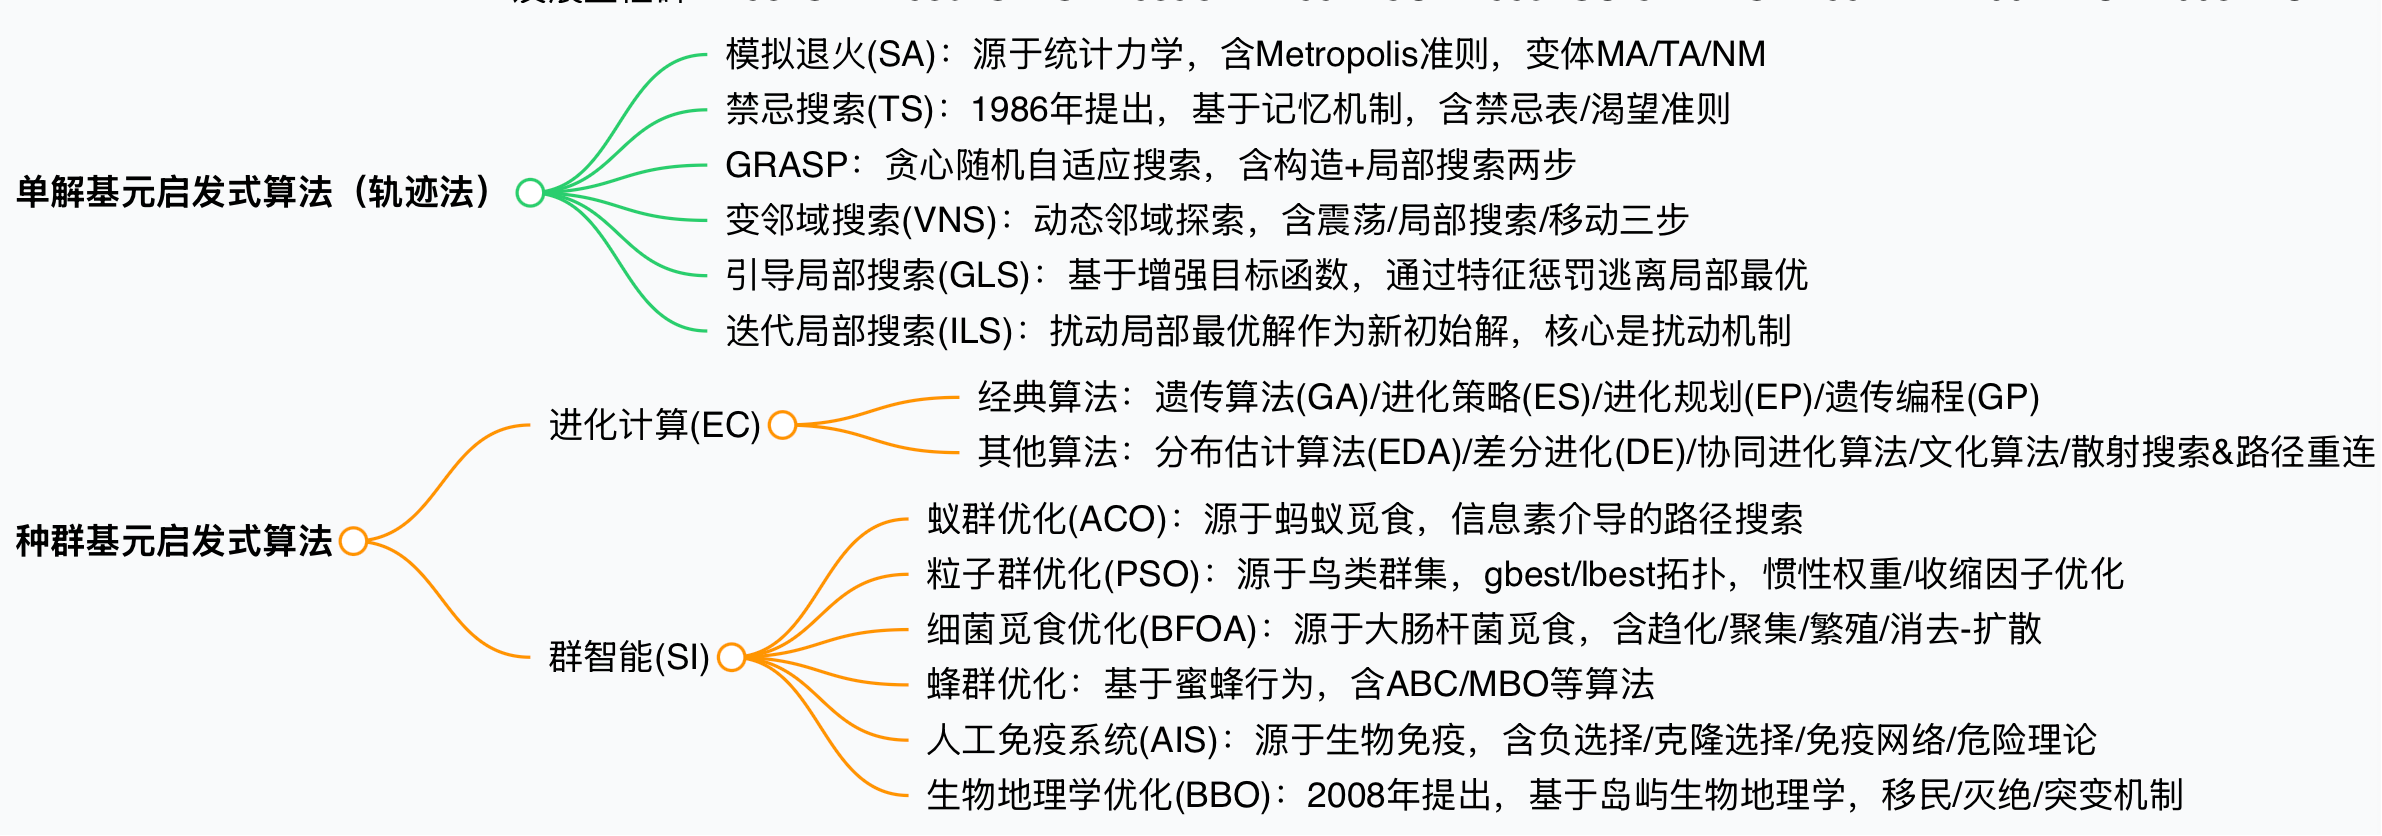 模拟退火(SA)：源于统计力学，含Metropolis准则，变体MA/TA/NM
禁忌搜索(TS)：1986年提出，基于记忆机制，含禁忌表/渴望准则
GRASP：贪心随机自适应搜索，含构造+局部搜索两步
单解基元启发式算法（轨迹法）
变邻域搜索(VNS)：动态邻域探索，含震荡/局部搜索/移动三步
引导局部搜索(GLS)：基于增强目标函数，通过特征惩罚逃离局部最优
迭代局部搜索(ILS)：扰动局部最优解作为新初始解，核心是扰动机制
种群基元启发式算法
进化计算(EC)
经典算法：遗传算法(GA)/进化策略(ES)/进化规划(EP)/遗传编程(GP)
其他算法：分布估计算法(EDA)/差分进化(DE)/协同进化算法/文化算法/散射搜索&路径重连
群智能(SI)
蚁群优化(ACO)：源于蚂蚁觅食，信息素介导的路径搜索
粒子群优化(PSO)：源于鸟类群集，gbest/lbest拓扑，惯性权重/收缩因子优化
细菌觅食优化(BFOA)：源于大肠杆菌觅食，含趋化/聚集/繁殖/消去-扩散
蜂群优化：基于蜜蜂行为，含ABC/MBO等算法
人工免疫系统(AIS)：源于生物免疫，含负选择/克隆选择/免疫网络/危险理论
生物地理学优化(BBO)：2008年提出，基于岛屿生物地理学，移民/灭绝/突变机制